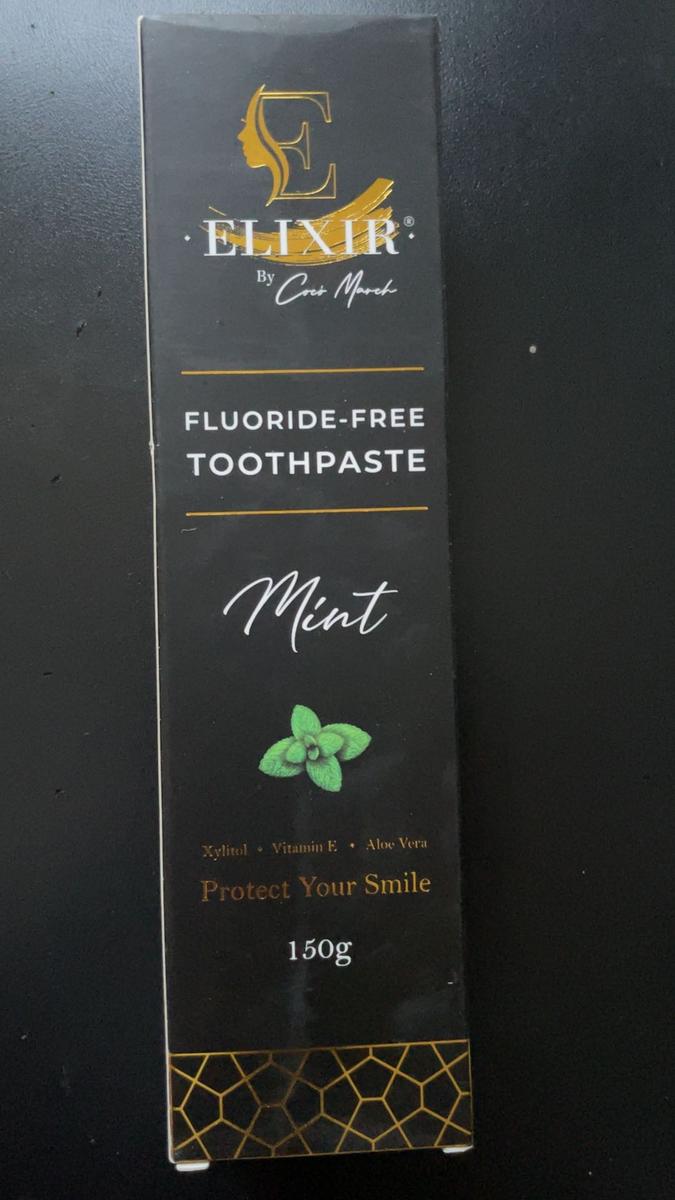 E
ELIXIR®
By Coco March
FLUORIDE-FREE
TOOTHPASTE
Mint
Xylitol • Vitamin E • Aloe Vera
Protect Your Smile
150g